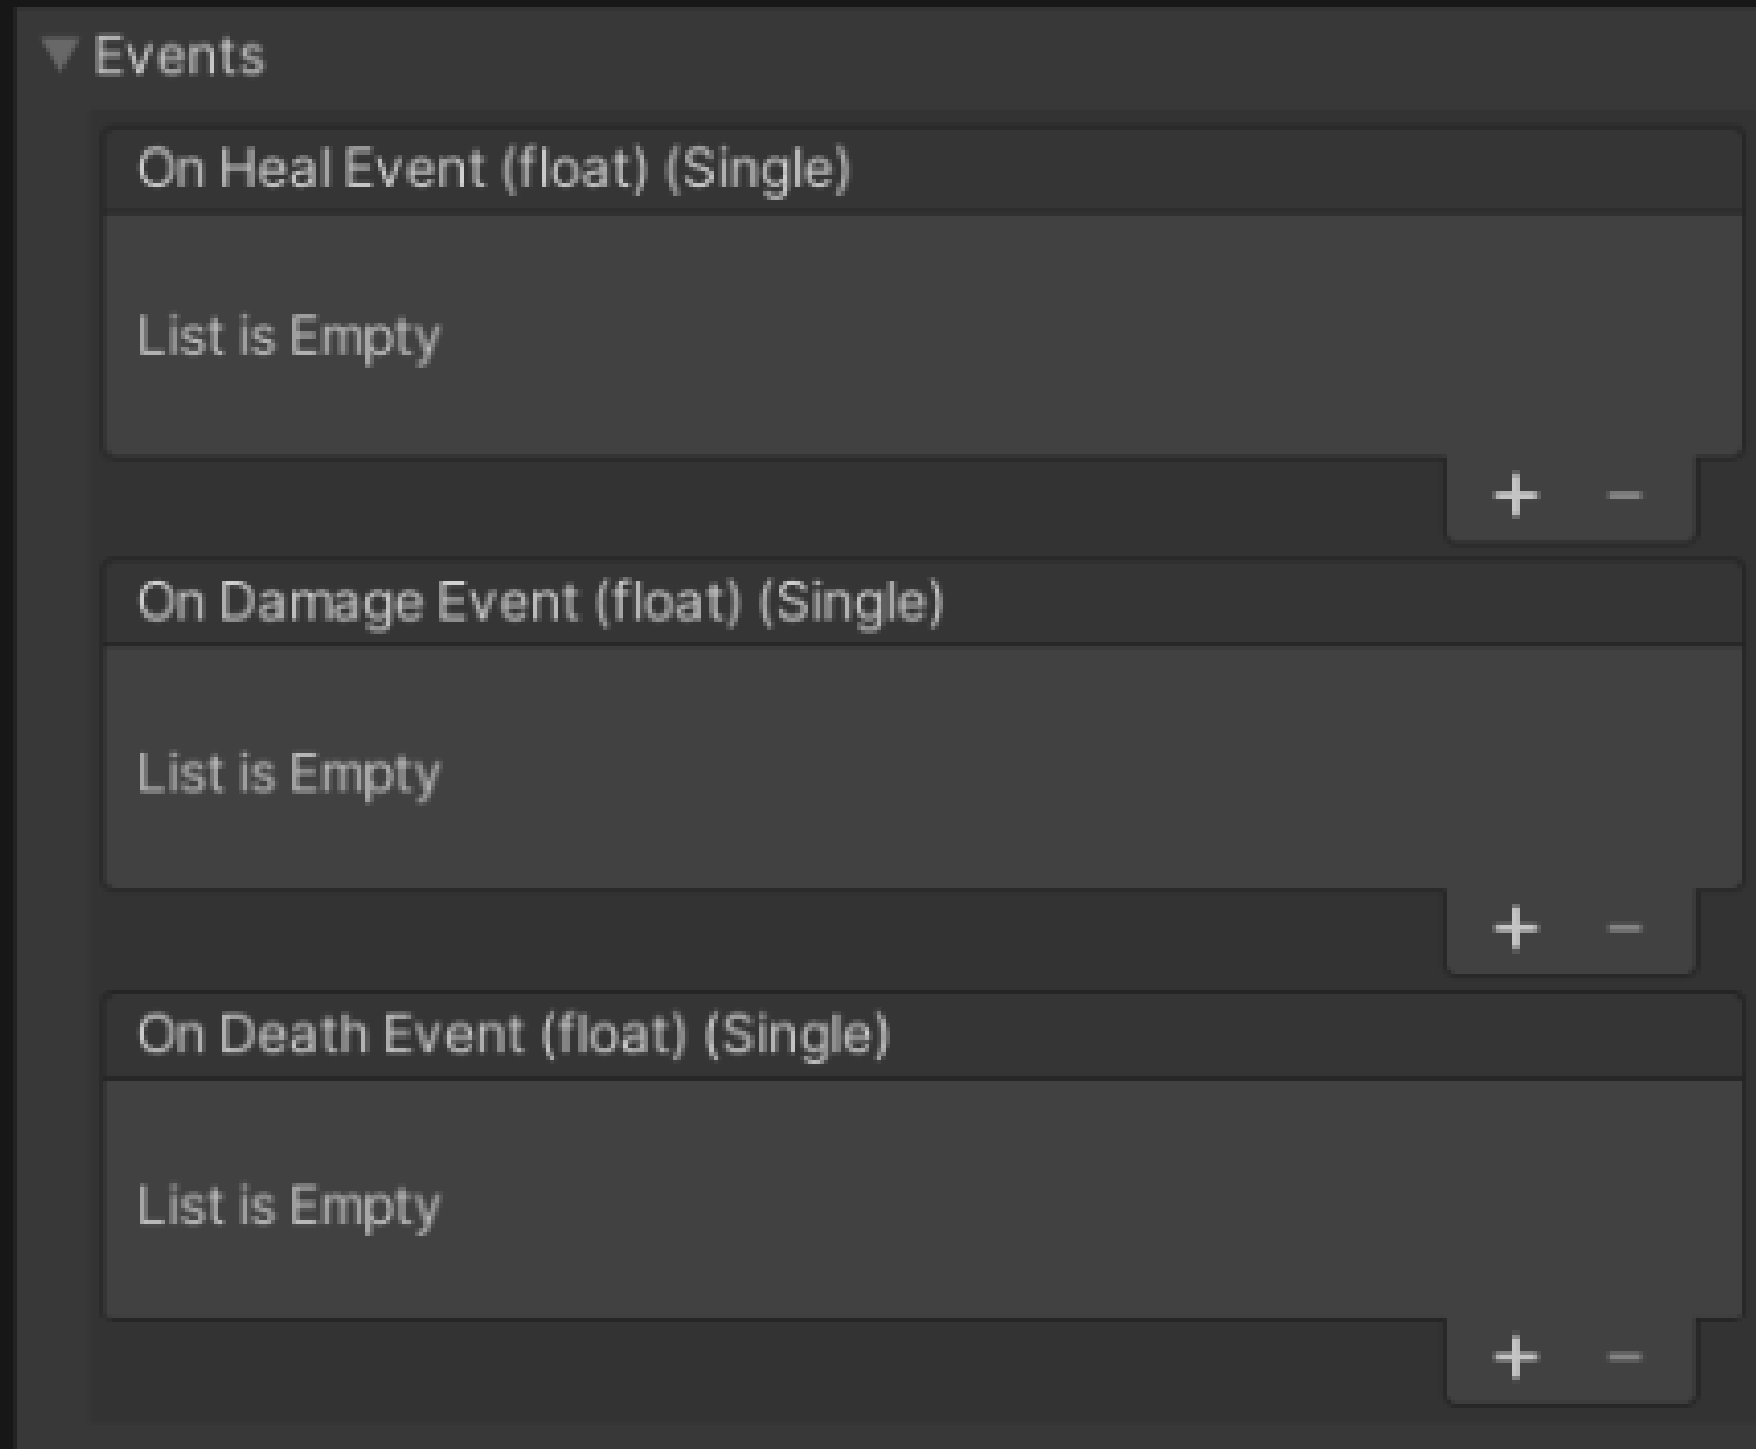 Events
On Heal Event (float) (Single)
List is Empty
+ −
On Damage Event (float) (Single)
List is Empty
+ −
On Death Event (float) (Single)
List is Empty
+ −